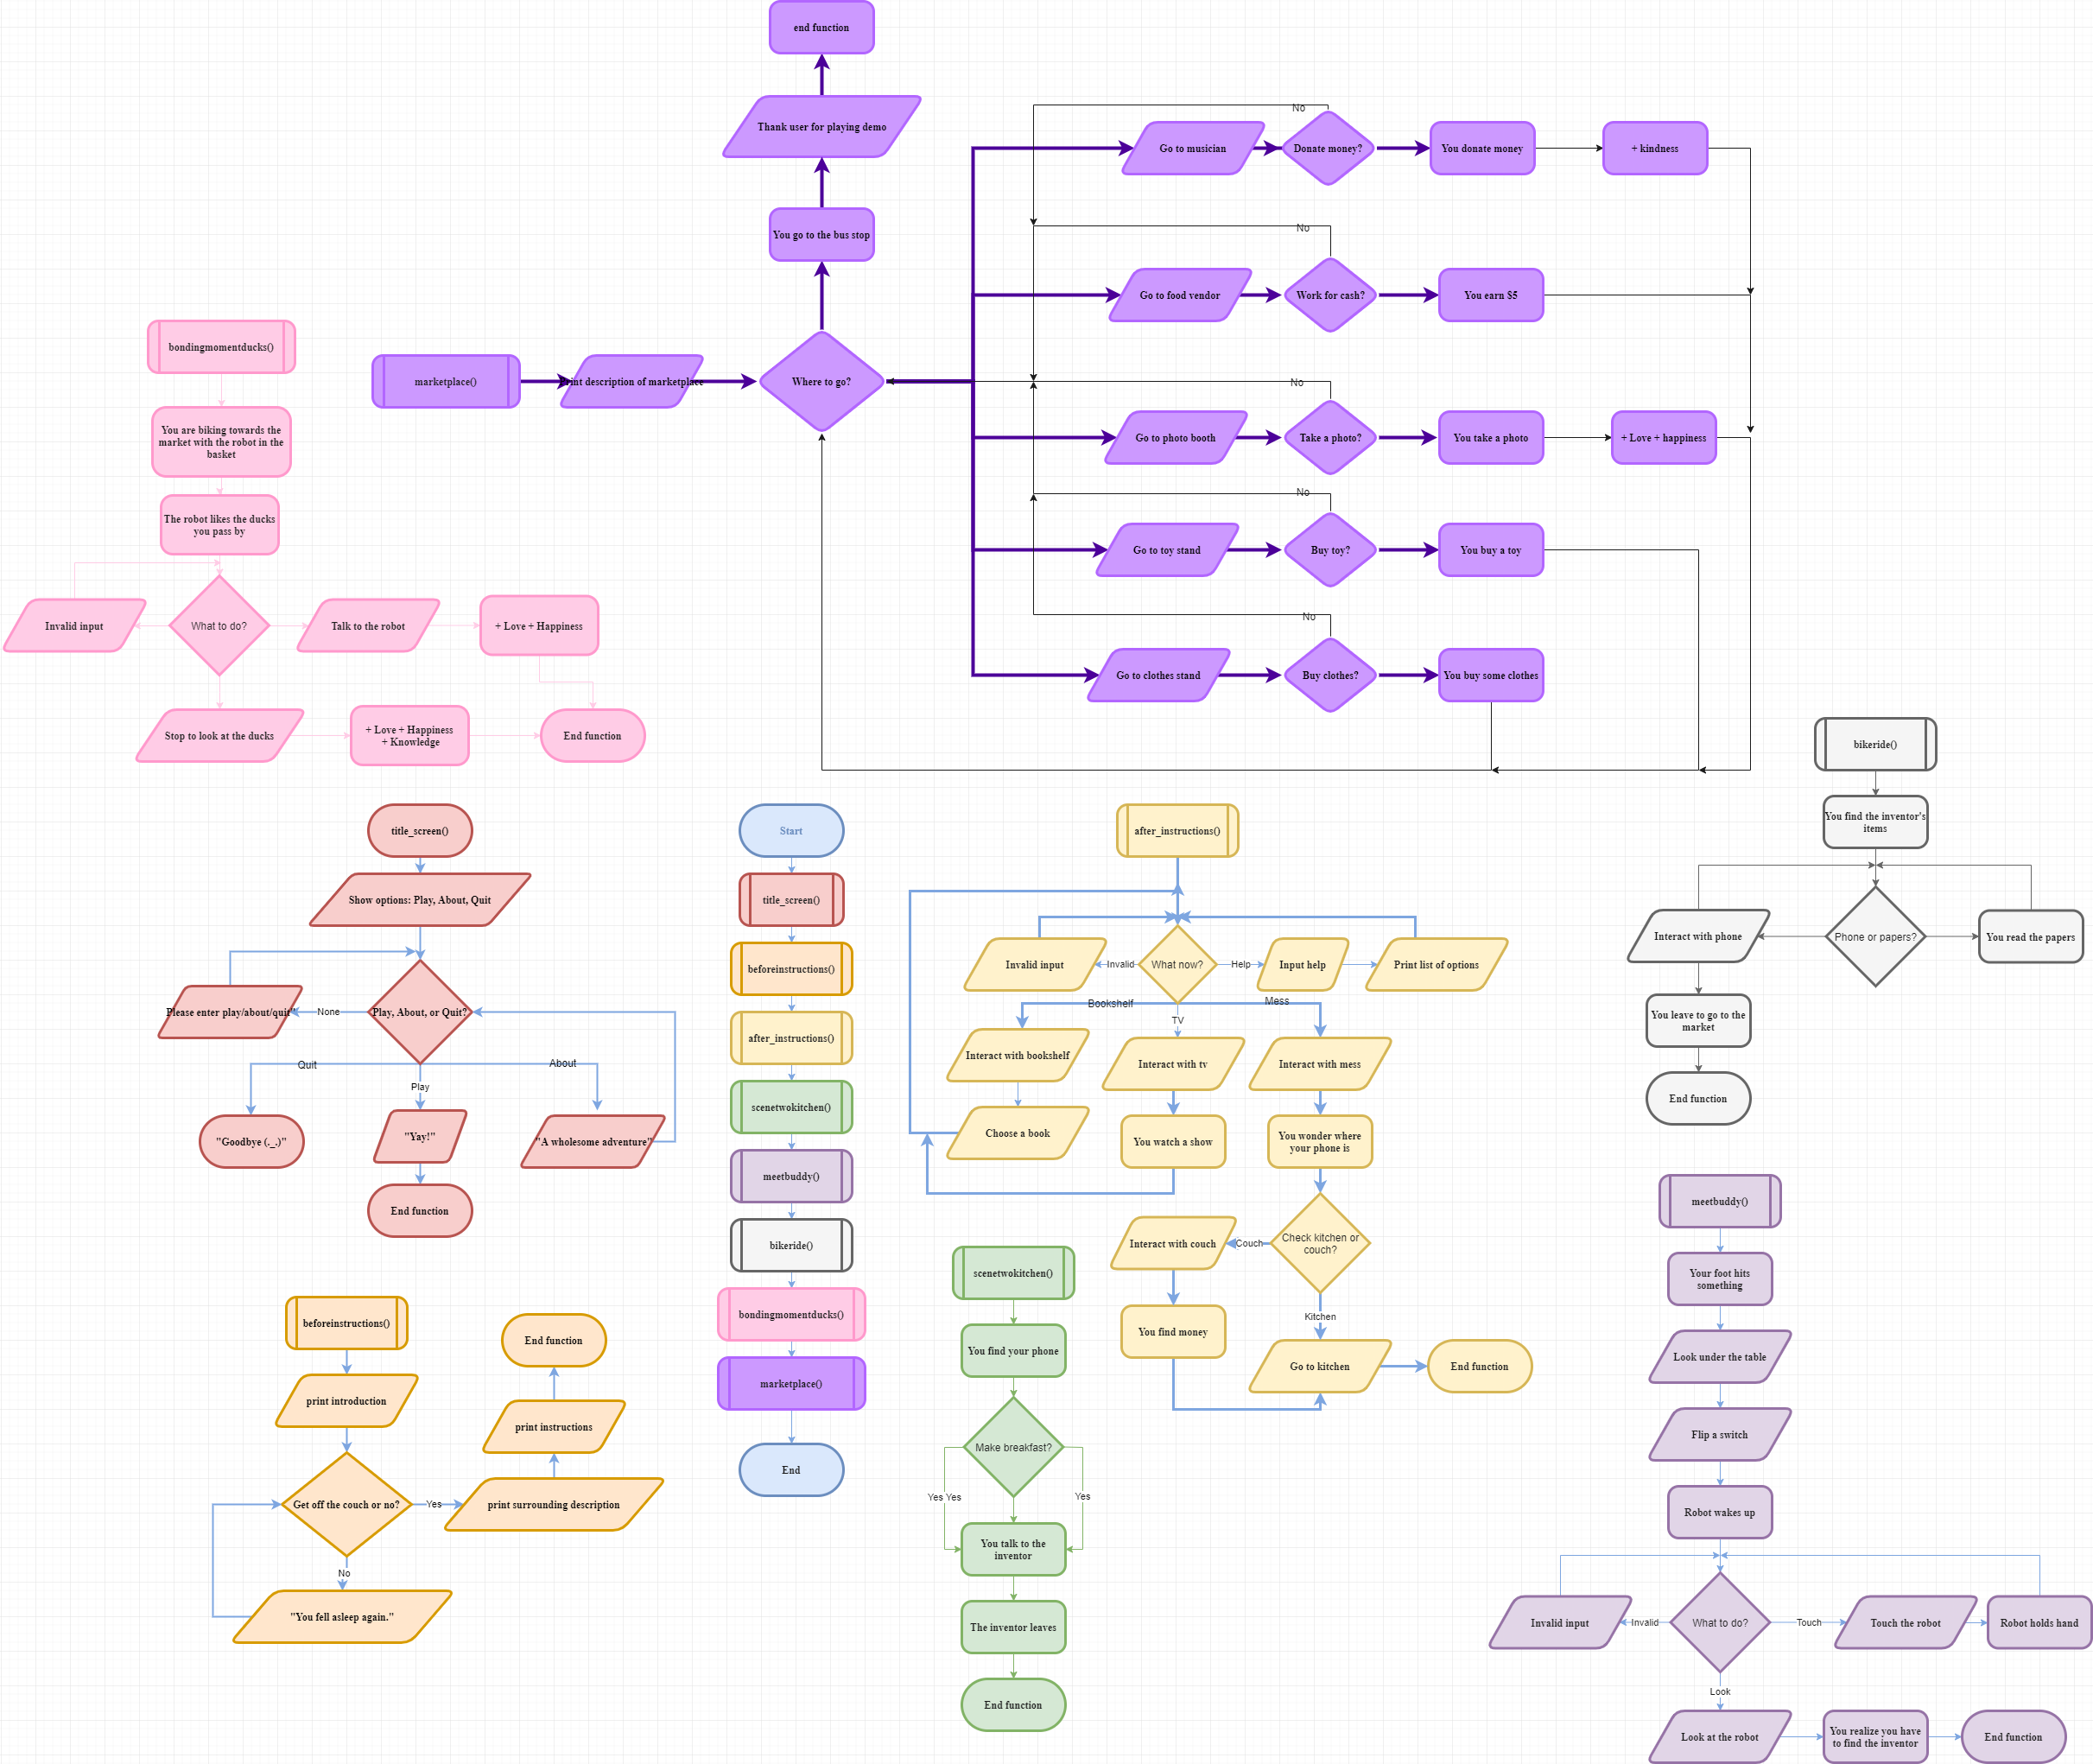 end function
Thank user for playing demo
You go to the bus stop
marketplace()
Print description of marketplace
Where to go?
No
Go to musician
Donate money?
You donate money
+ kindness
No
Go to food vendor
Work for cash?
You earn $5
No
Go to photo booth
Take a photo?
You take a photo
+ Love + happiness
No
Go to toy stand
Buy toy?
You buy a toy
No
Go to clothes stand
Buy clothes?
You buy some clothes
bondingmomentducks()
You are biking towards the
market with the robot in the
basket
The robot likes the ducks
you pass by
Invalid input
What to do?
Talk to the robot
+ Love + Happiness
Stop to look at the ducks
+ Love + Happiness
+ Knowledge
End function
title_screen()
Show options: Play, About, Quit
Please enter play/about/quit"
None
Play, About, or Quit?
Quit
Play
About
"Goodbye (._.)"
"Yay!"
"A wholesome adventure"
End function
beforeinstructions()
print introduction
Get off the couch or no?
Yes
print surrounding description
print instructions
End function
No
"You fell asleep again."
Start
title_screen()
beforeinstructions()
after_instructions()
scenetwokitchen()
meetbuddy()
bikeride()
bondingmomentducks()
marketplace()
End
after_instructions()
Invalid input
Invalid
What now?
Help
Input help
Print list of options
Bookshelf
TV
Mess
Interact with bookshelf
Interact with tv
Interact with mess
Choose a book
You watch a show
You wonder where
your phone is
Interact with couch
Couch
Check kitchen or
couch?
You find money
Kitchen
Go to kitchen
End function
scenetwokitchen()
You find your phone
Make breakfast?
Yes Yes
Yes
You talk to the
inventor
The inventor leaves
End function
bikeride()
You find the inventor's
items
Interact with phone
Phone or papers?
You read the papers
You leave to go to the
market
End function
meetbuddy()
Your foot hits
something
Look under the table
Flip a switch
Robot wakes up
Invalid input
Invalid
What to do?
Touch
Touch the robot
Robot holds hand
Look
Look at the robot
You realize you have
to find the inventor
End function